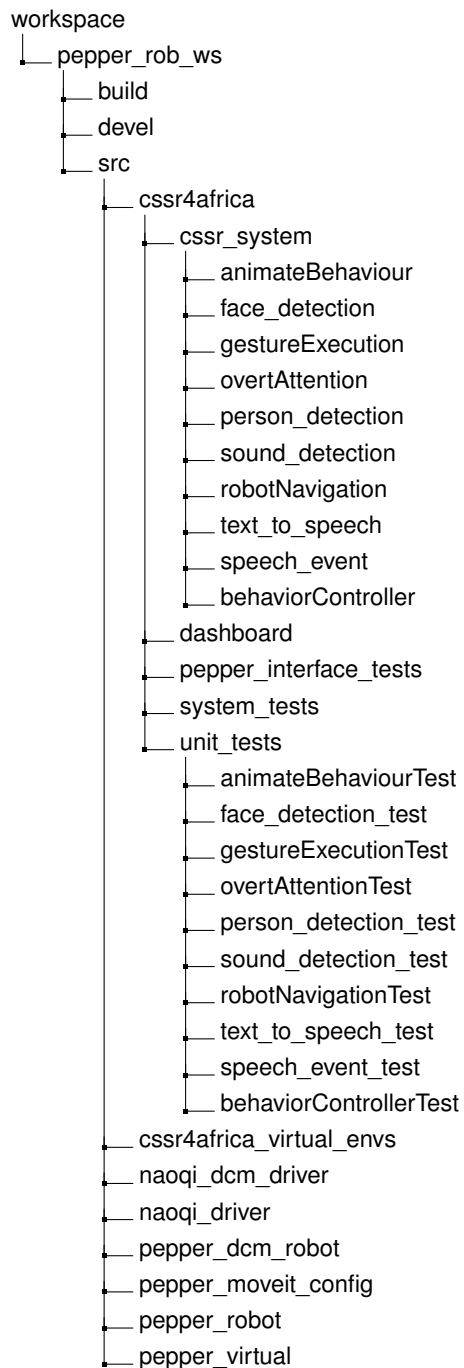 workspace
pepper_rob_ws
build
devel
src
cssr4africa
cssr_system
animateBehaviour
face_detection
gestureExecution
overtAttention
person_detection
sound_detection
robotNavigation
text_to_speech
speech_event
behaviorController
dashboard
pepper_interface_tests
system_tests
unit_tests
animateBehaviourTest
face_detection_test
gestureExecutionTest
overtAttentionTest
person_detection_test
sound_detection_test
robotNavigationTest
text_to_speech_test
speech_event_test
behaviorControllerTest
cssr4africa_virtual_envs
naoqi_dcm_driver
naoqi_driver
pepper_dcm_robot
pepper_moveit_config
pepper_robot
pepper_virtual